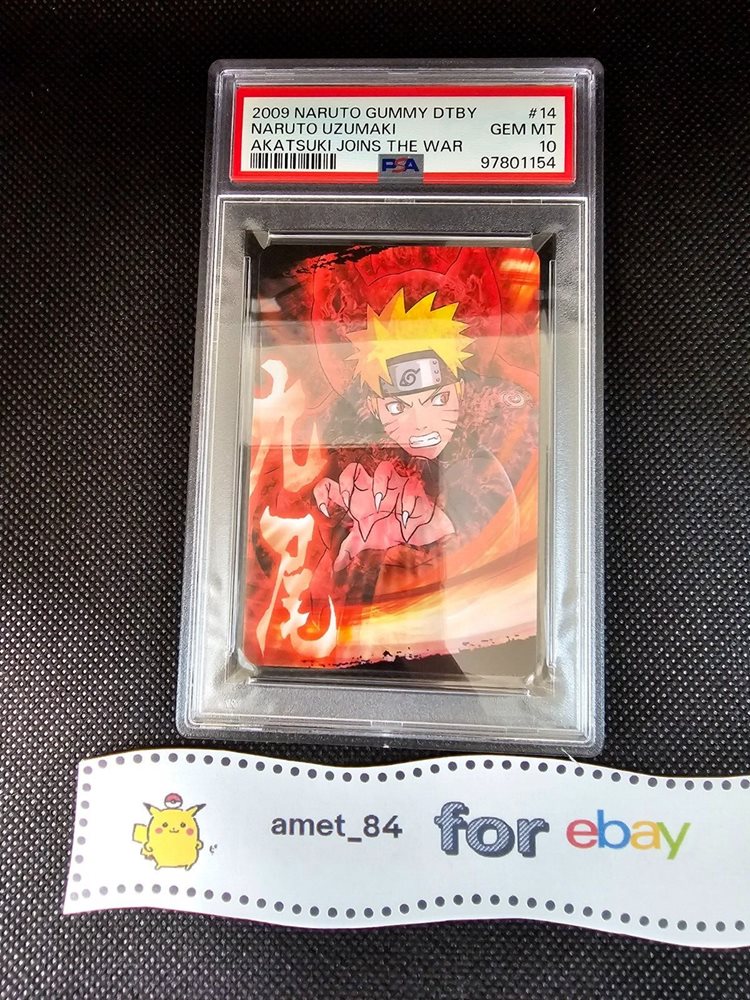 2009 NARUTO GUMMY DTBY #14
NARUTO UZUMAKI GEM MT
AKATSUKI JOINS THE WAR 10
PSA 97801154
九尾
amet_84 for ebay